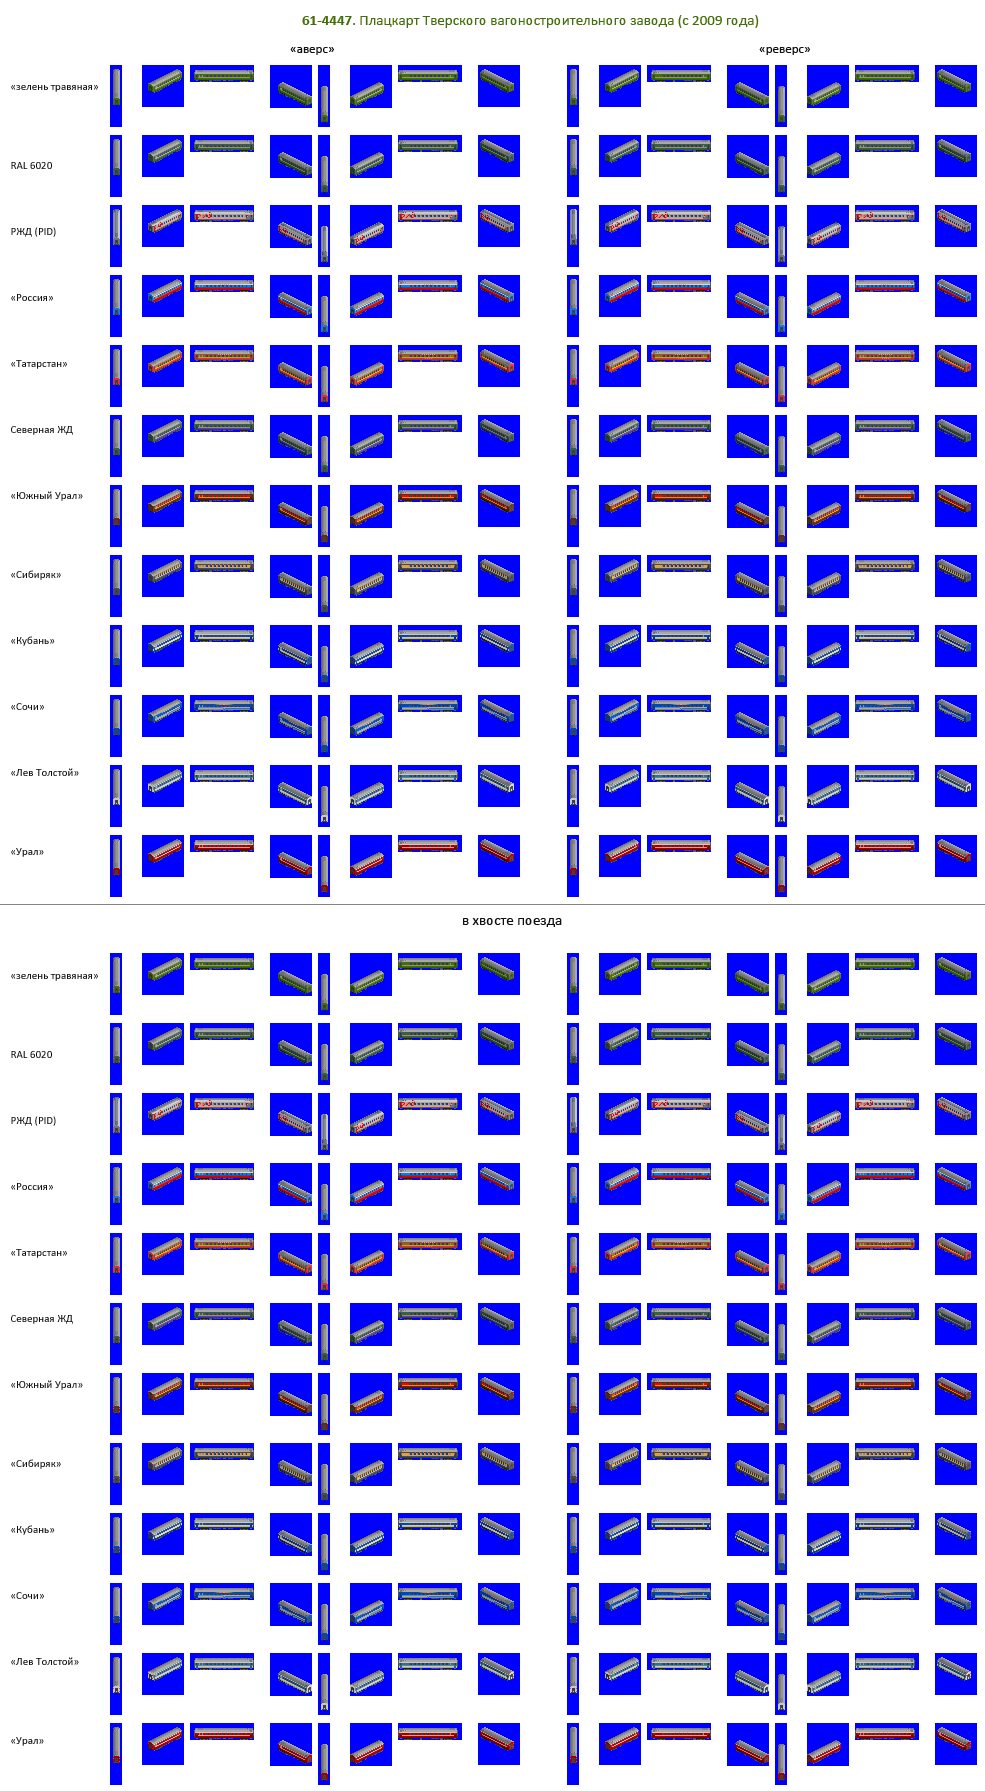 61-4447. Плацкарт Тверского вагоностроительного завода (с 2009 года)
«аверс» «реверс»
«зелень травяная»
RAL 6020
РЖД (PID)
«Россия»
«Татарстан»
Северная ЖД
«Южный Урал»
«Сибиряк»
«Кубань»
«Сочи»
«Лев Толстой»
«Урал»
в хвосте поезда
«зелень травяная»
RAL 6020
РЖД (PID)
«Россия»
«Татарстан»
Северная ЖД
«Южный Урал»
«Сибиряк»
«Кубань»
«Сочи»
«Лев Толстой»
«Урал»